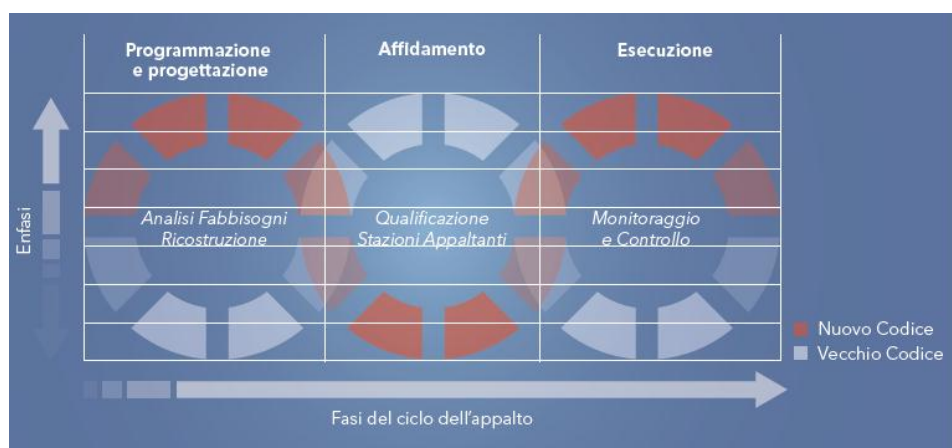 Programmazione
e progettazione
Affidamento
Esecuzione
Enfasi
Analisi Fabbisogni
Ricostruzione
Qualificazione
Stazioni Appaltanti
Monitoraggio
e Controllo
Nuovo Codice
Vecchio Codice
Fasi del ciclo dell'appalto